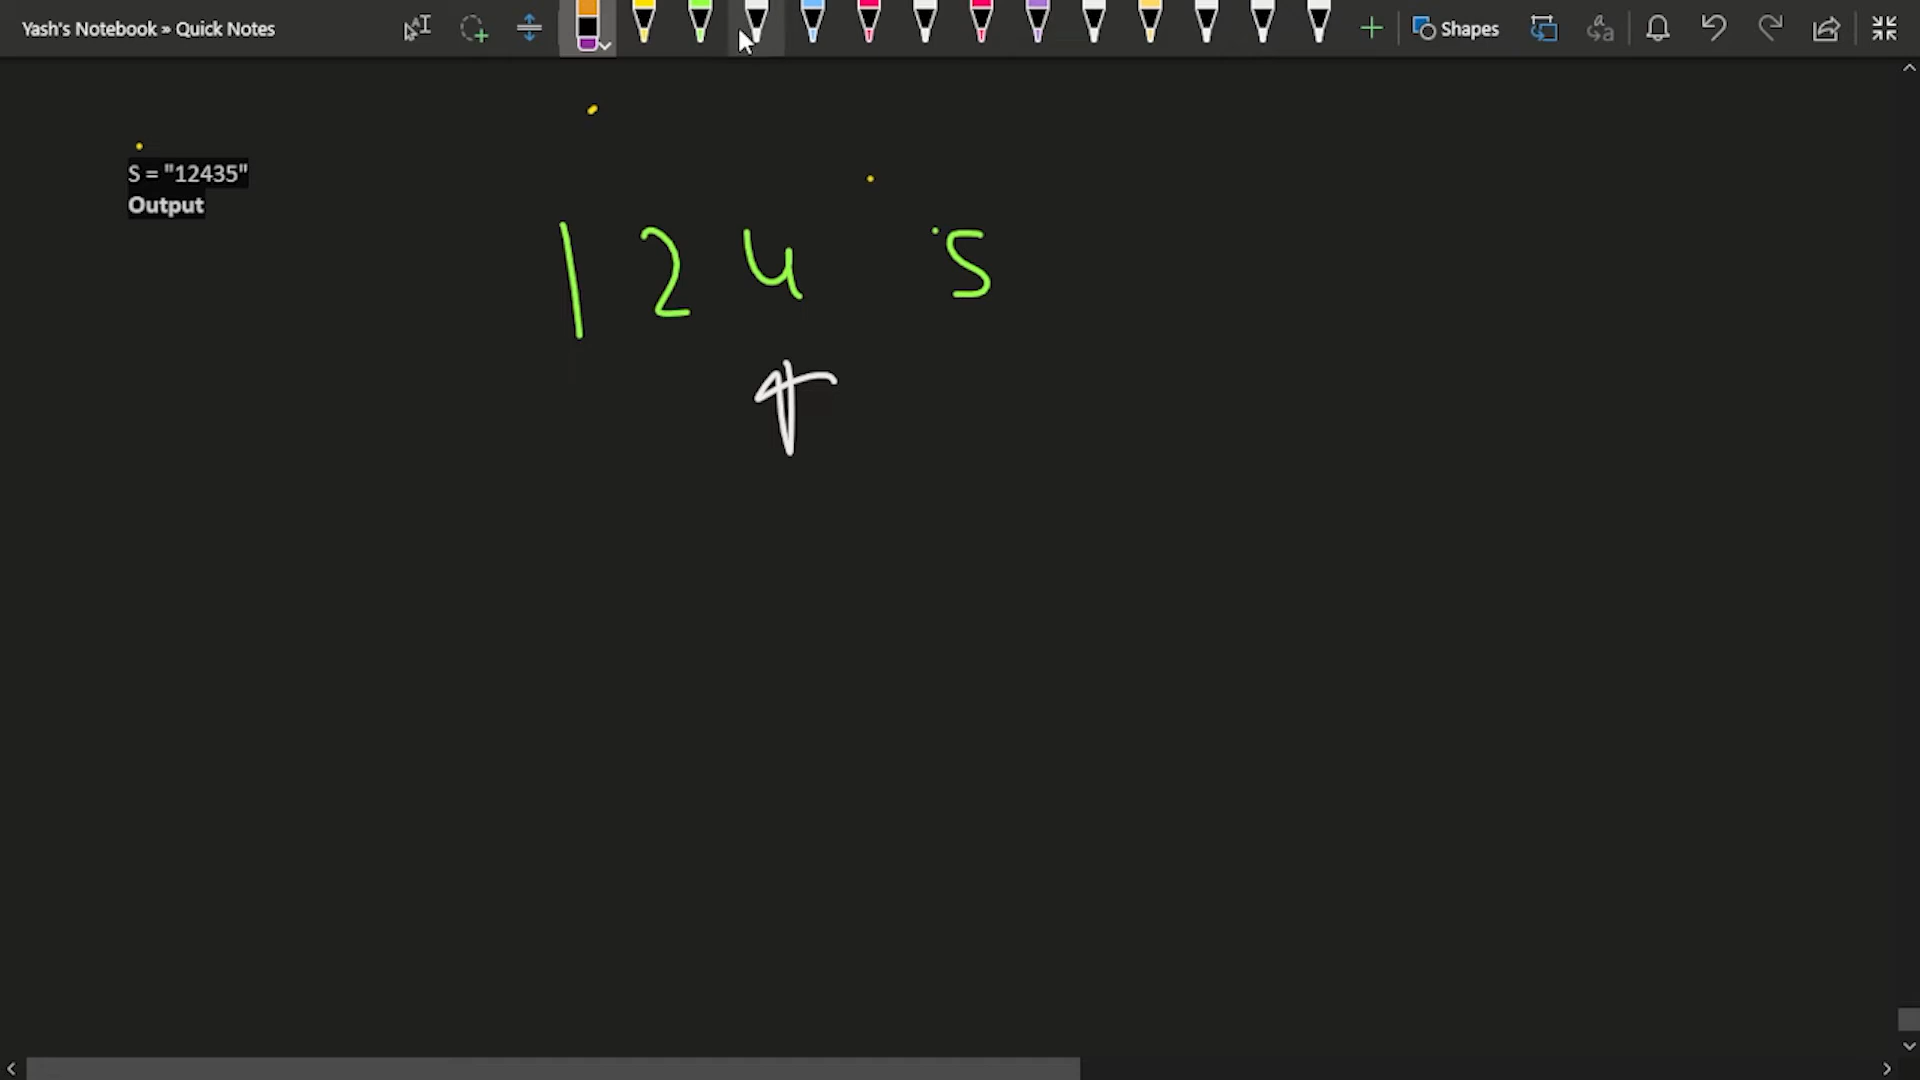 Yash's Notebook » Quick Notes
Shapes
S = "12435"
Output
1 2 4 5